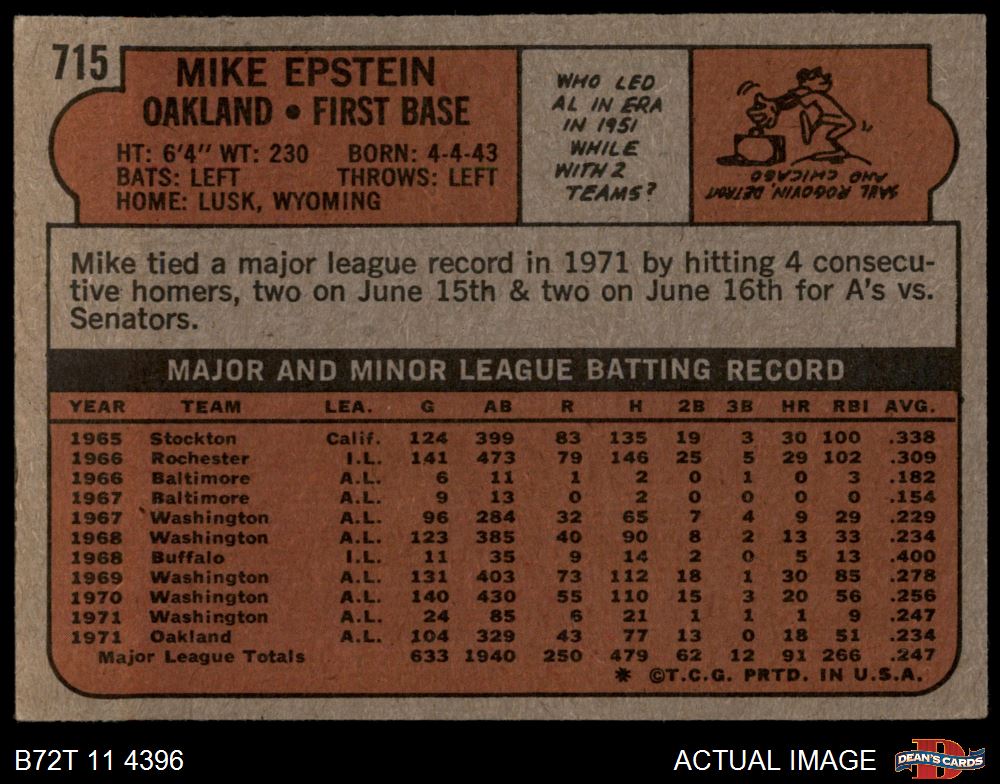 715
MIKE EPSTEIN
OAKLAND • FIRST BASE
HT: 6'4" WT: 230 BORN: 4-4-43
BATS: LEFT THROWS: LEFT
HOME: LUSK, WYOMING
WHO LED
AL IN ERA
IN 1951
WHILE
WITH 2
TEAMS?
SAUL ROGOVIN, DETROIT
AND CHICAGO
Mike tied a major league record in 1971 by hitting 4 consecu-
tive homers, two on June 15th & two on June 16th for A's vs.
Senators.
MAJOR AND MINOR LEAGUE BATTING RECORD
YEAR TEAM LEA. G AB R H 2B 3B HR RBI AVG.
1965 Stockton Calif. 124 399 83 135 19 3 30 100 .338
1966 Rochester I.L. 141 473 79 146 25 5 29 102 .309
1966 Baltimore A.L. 6 11 1 2 0 1 0 3 .182
1967 Baltimore A.L. 9 13 0 2 0 0 0 0 .154
1967 Washington A.L. 96 284 32 65 7 4 9 29 .229
1968 Washington A.L. 123 385 40 90 8 2 13 33 .234
1968 Buffalo I.L. 11 35 9 14 2 0 5 13 .400
1969 Washington A.L. 131 403 73 112 18 1 30 85 .278
1970 Washington A.L. 140 430 55 110 15 3 20 56 .256
1971 Washington A.L. 24 85 6 21 1 1 1 9 .247
1971 Oakland A.L. 104 329 43 77 13 0 18 51 .234
Major League Totals 633 1940 250 479 62 12 91 266 .247
* ©T.C.G. PRTD. IN U.S.A.
B72T 11 4396
ACTUAL IMAGE
D
DEAN'S CARDS